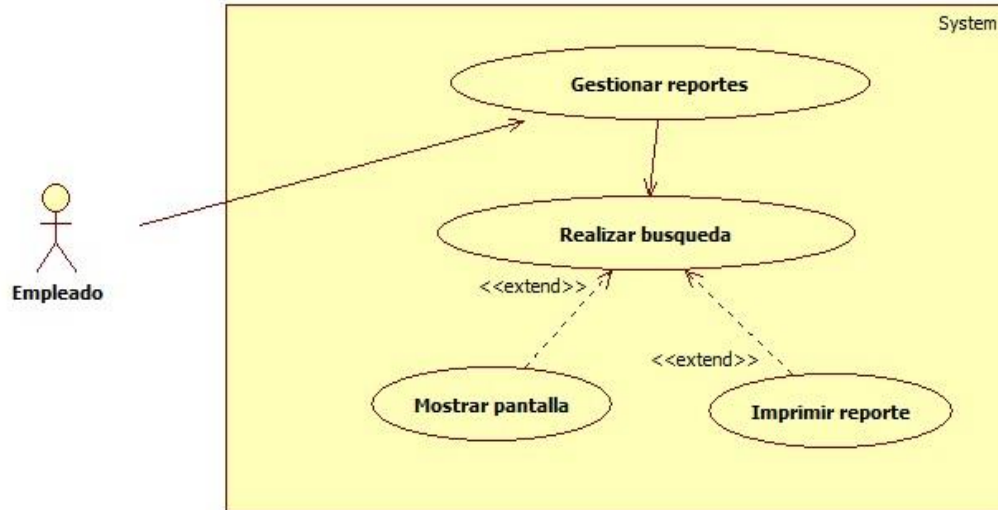 System
Gestionar reportes
Realizar busqueda
Empleado
<<extend>>
<<extend>>
Mostrar pantalla
Imprimir reporte